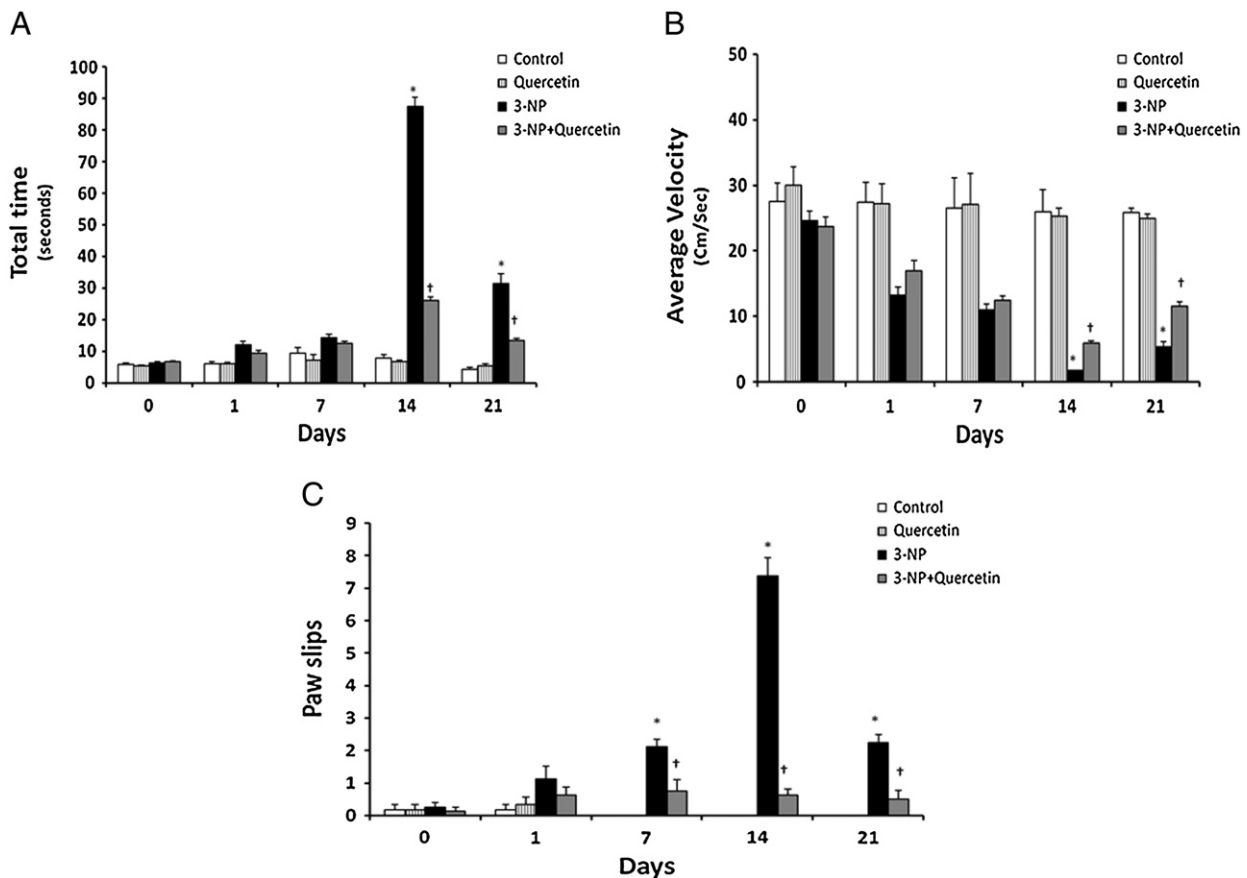 A
Control
Quercetin
3-NP
3-NP+Quercetin
Total time
(seconds)
100
90
80
70
60
50
40
30
20
10
0
*
†
*
†
0 1 7 14 21
Days
B
Control
Quercetin
3-NP
3-NP+Quercetin
Average Velocity
(Cm/Sec)
50
40
30
20
10
0
*
†
*
†
0 1 7 14 21
Days
C
Control
Quercetin
3-NP
3-NP+Quercetin
Paw slips
9
8
7
6
5
4
3
2
1
0
*
†
*
†
*
†
0 1 7 14 21
Days